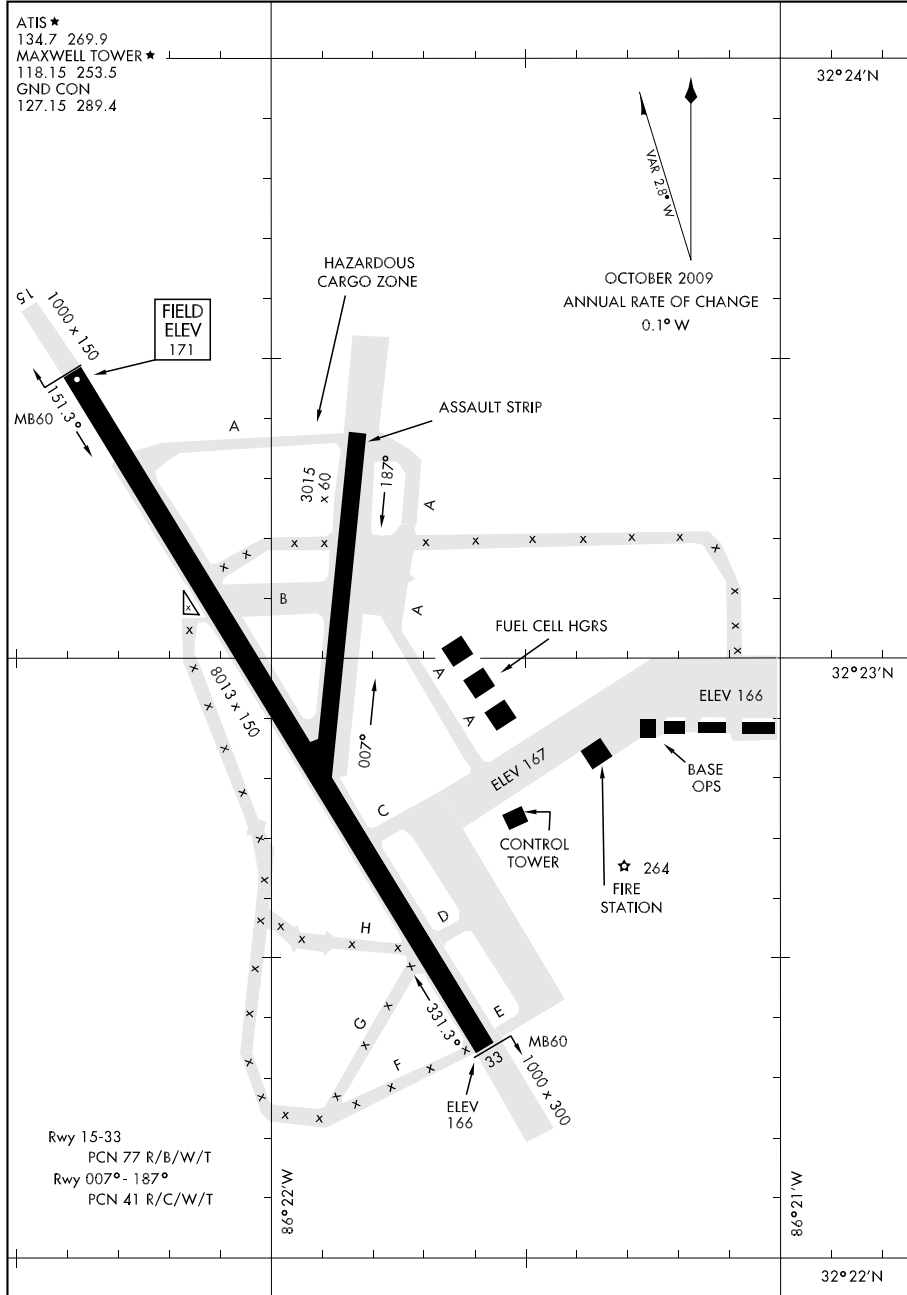 ATIS ★
134.7 269.9
MAXWELL TOWER ★
118.15 253.5
GND CON
127.15 289.4
32°24'N
VAR 2.8° W
OCTOBER 2009
ANNUAL RATE OF CHANGE
0.1° W
HAZARDOUS
CARGO ZONE
15
1000 x 150
FIELD
ELEV
171
MB60
151.3°
A
ASSAULT STRIP
3015
x 60
187°
A
x x x x x x x x x x x x
B
x
A
x x
FUEL CELL HGRS
A
32°23'N
8013 x 150
ELEV 166
A
007°
ELEV 167
BASE
OPS
C
CONTROL
TOWER
264
FIRE
STATION
D
H
G
331.3°
E
MB60
F
33
1000 x 300
ELEV
166
Rwy 15-33
PCN 77 R/B/W/T
Rwy 007°- 187°
PCN 41 R/C/W/T
86°22'W
86°21'W
32°22'N